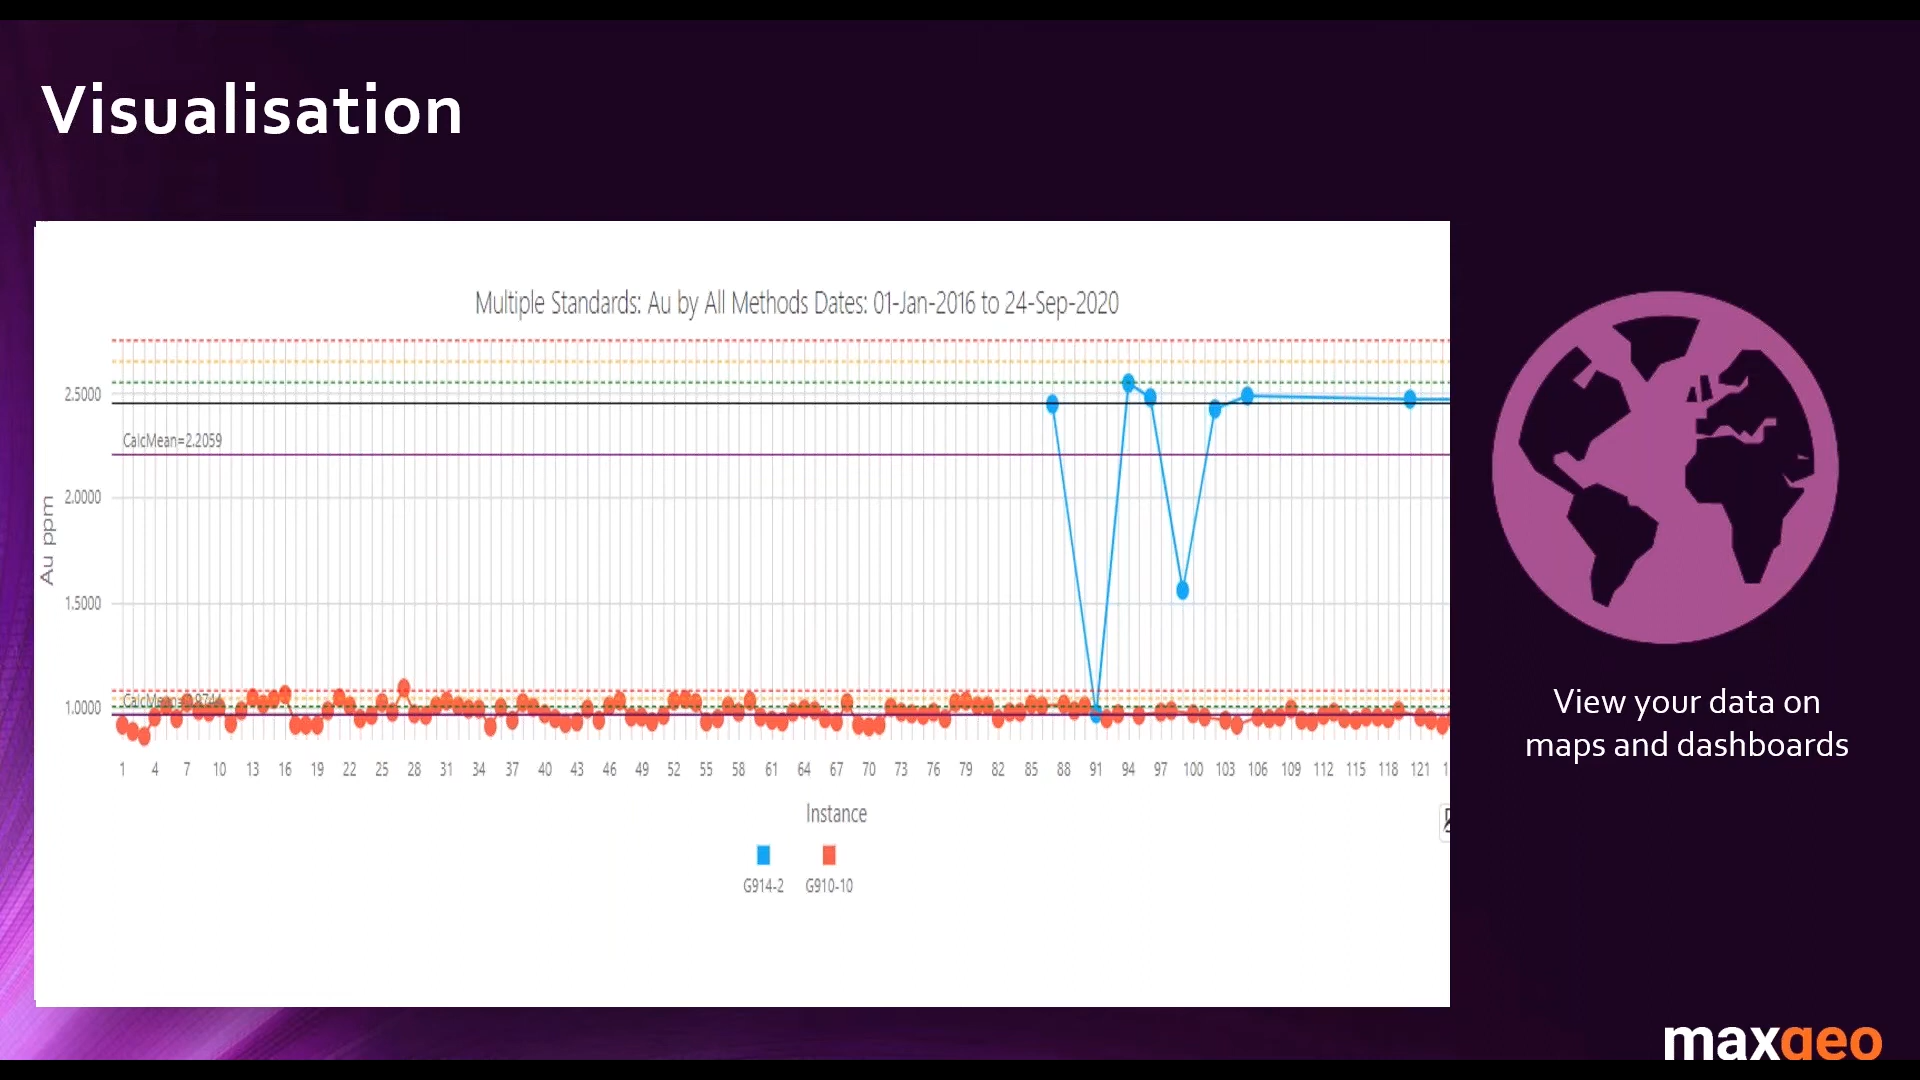 Visualisation
Multiple Standards: Au by All Methods Dates: 01-Jan-2016 to 24-Sep-2020
2.5000
CalcMean=2.2059
2.0000
Au ppm
1.5000
1.0000
1 4 7 10 13 16 19 22 25 28 31 34 37 40 43 46 49 52 55 58 61 64 67 70 73 76 79 82 85 88 91 94 97 100 103 106 109 112 115 118 121
Instance
G914-2 G910-10
View your data on
maps and dashboards
maxgeo